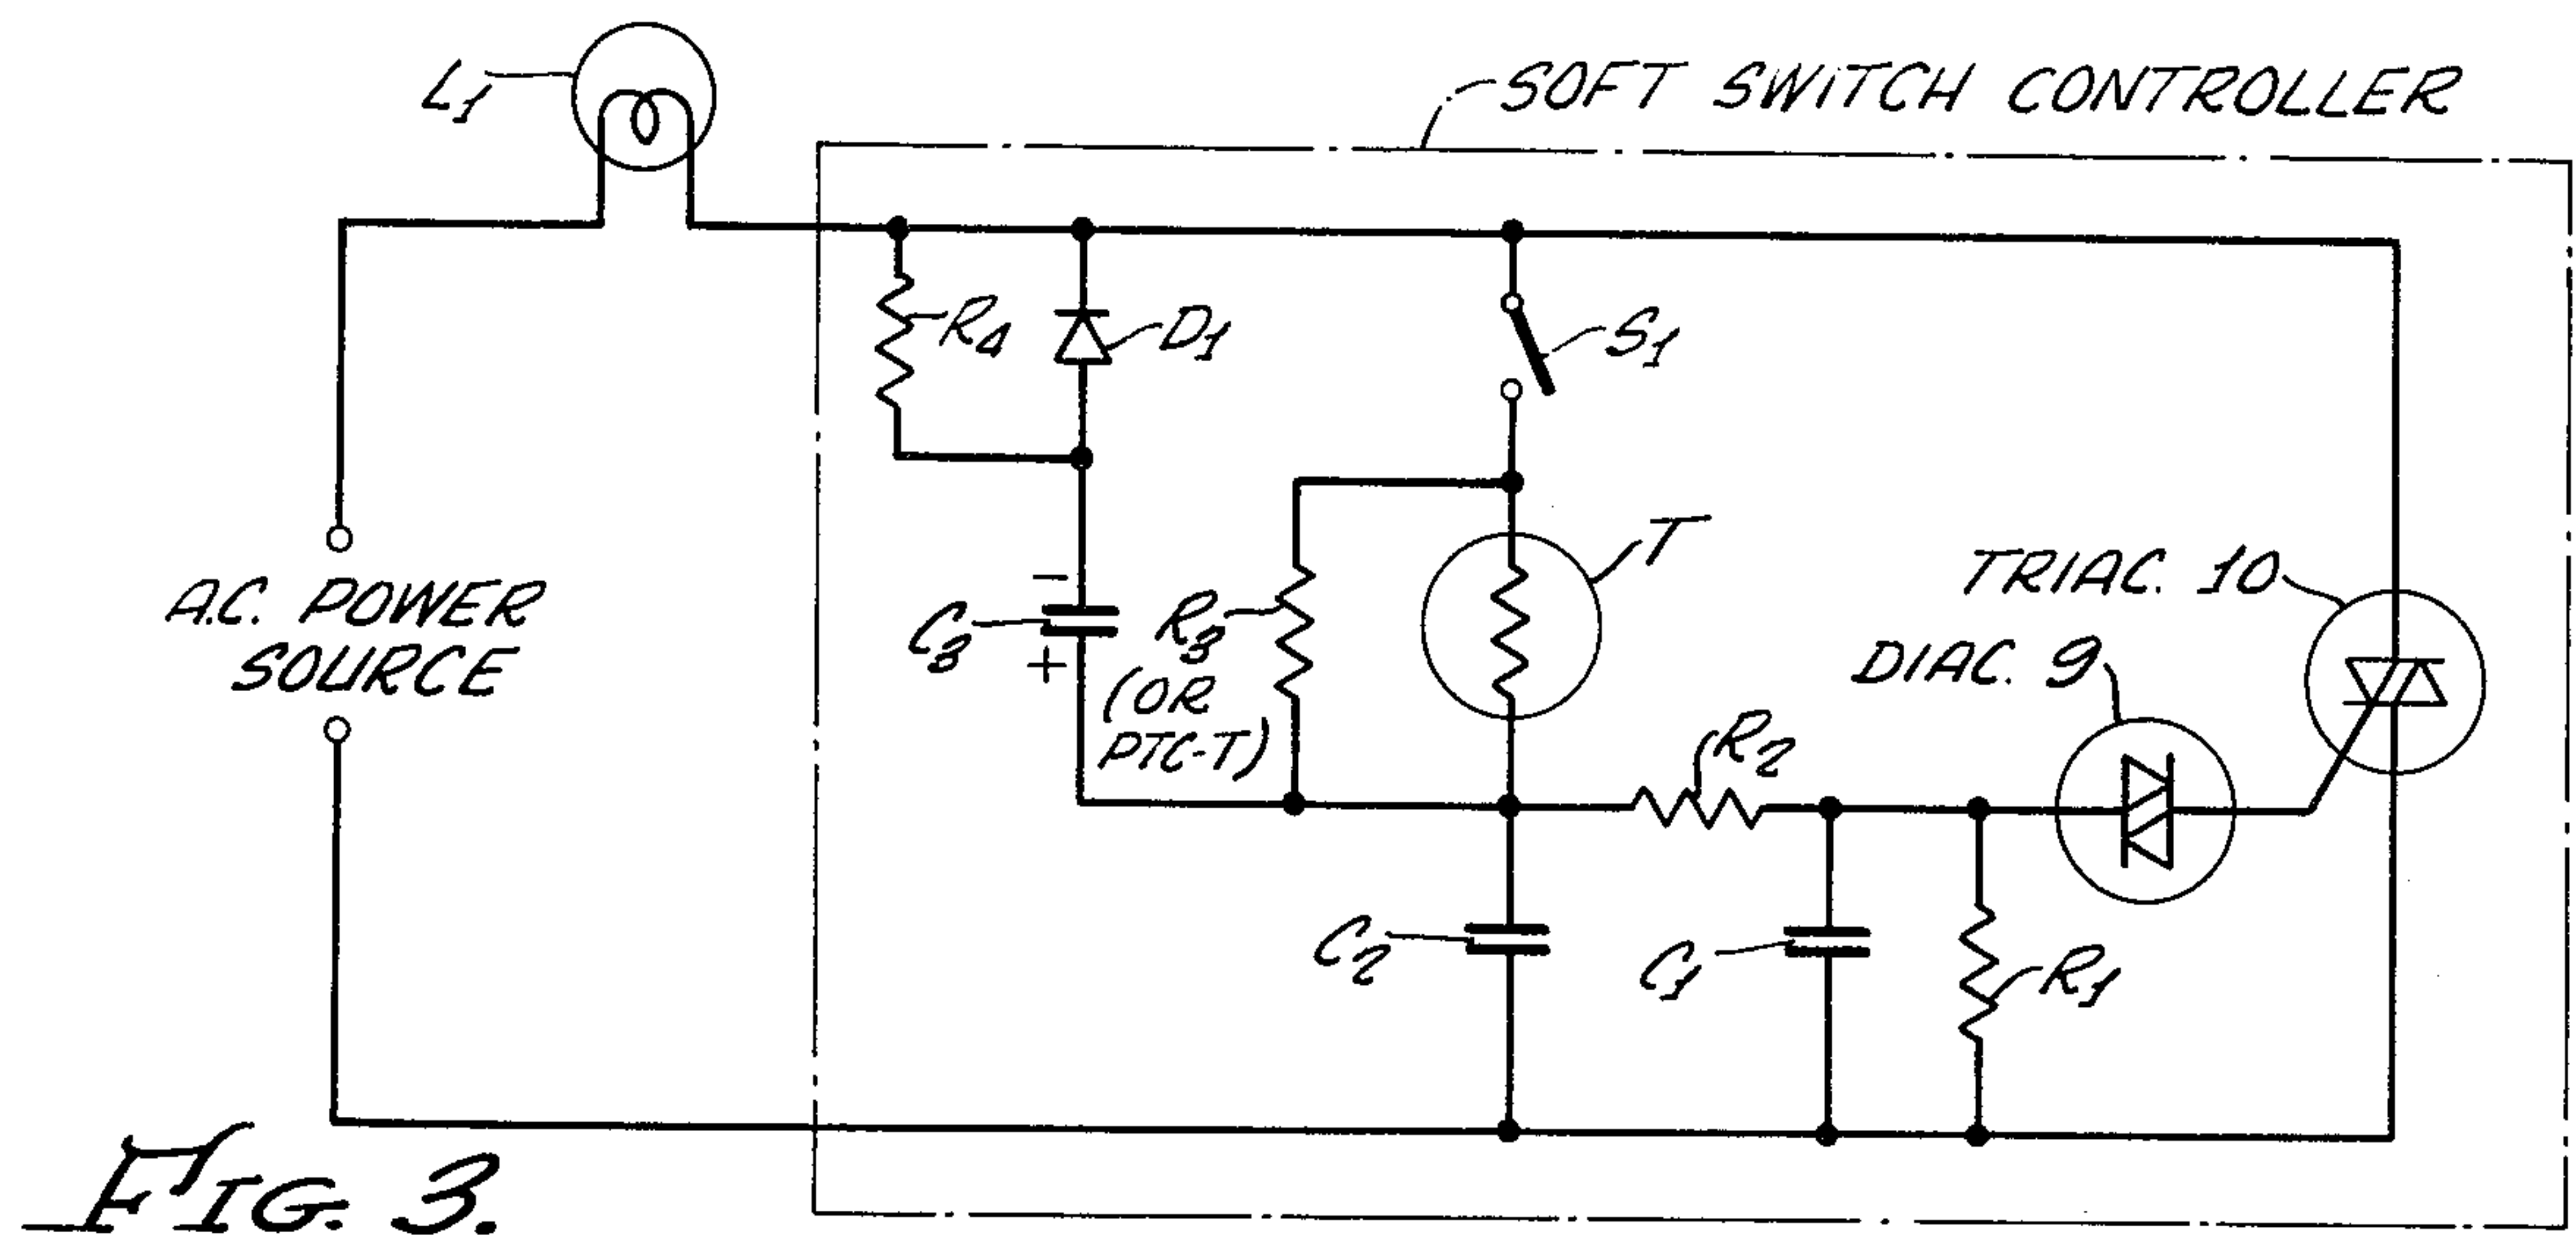 L1
SOFT SWITCH CONTROLLER
R4
D1
S1
A.C. POWER
SOURCE
C3
−
+
R3
(OR
PTC-T)
T
TRIAC. 10
DIAC. 9
R2
C2
C1
R1
FIG. 3.